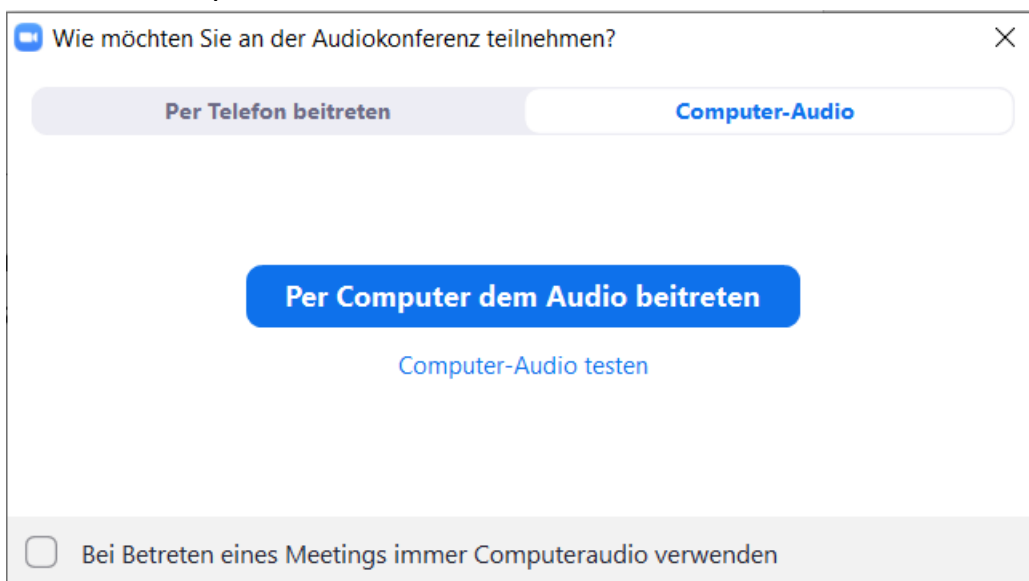 Wie möchten Sie an der Audiokonferenz teilnehmen?
Per Telefon beitreten
Computer-Audio
Per Computer dem Audio beitreten
Computer-Audio testen
Bei Betreten eines Meetings immer Computeraudio verwenden